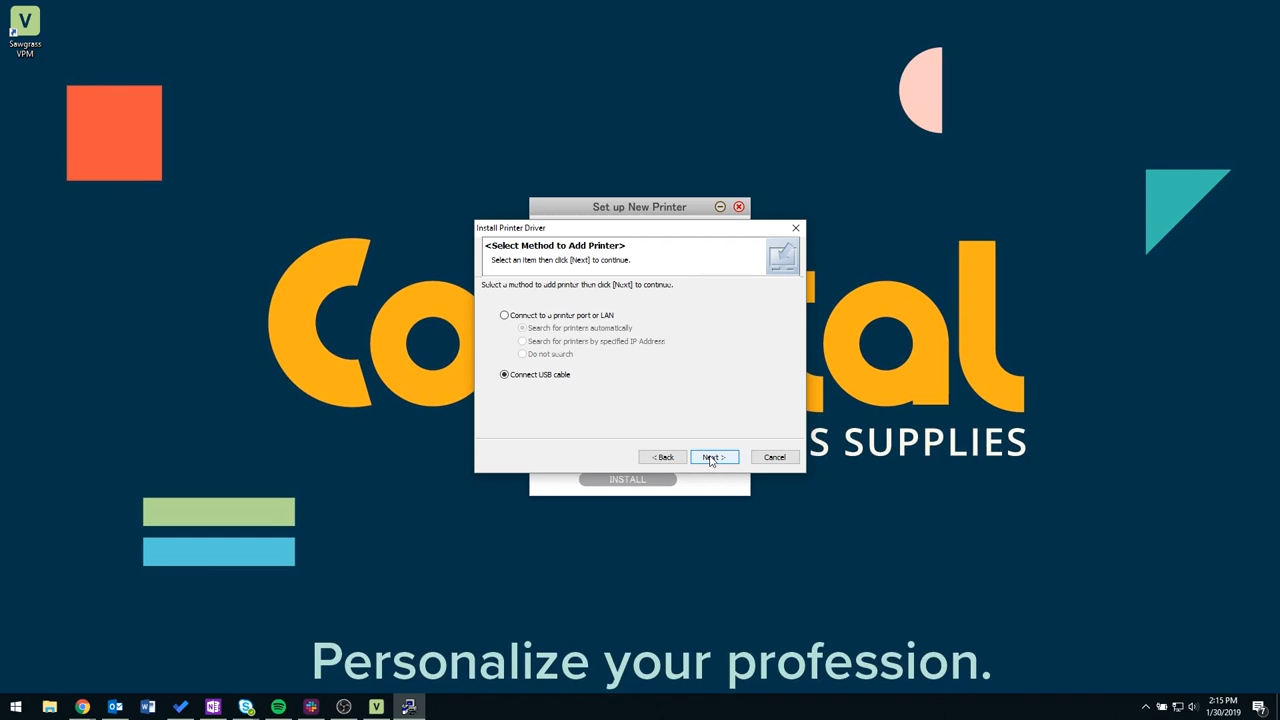 V
Sawgrass
VPM
Set up New Printer
Install Printer Driver
<Select Method to Add Printer>
Select an item then click [Next] to continue.
Select a method to add printer then click [Next] to continue.
Connect to a printer port or LAN
Search for printers automatically
Search for printers by specified IP Address
Do not search
Connect USB cable
< Back
Next >
Cancel
INSTALL
Co
tal
S SUPPLIES
Personalize your profession.
2:15 PM
1/30/2019